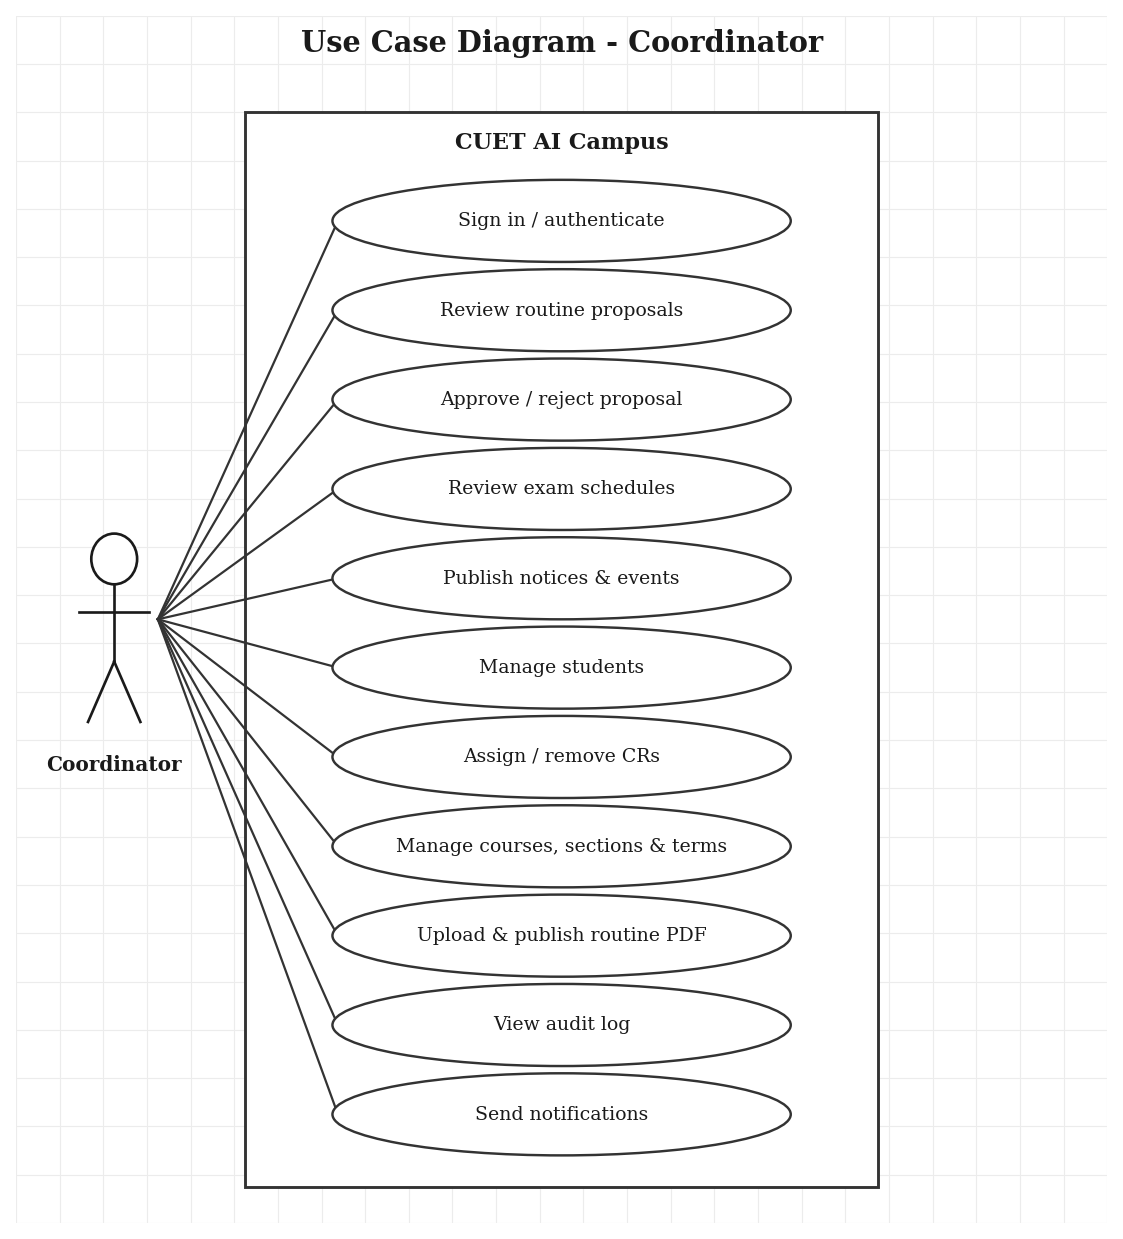 Use Case Diagram - Coordinator
CUET AI Campus
Sign in / authenticate
Review routine proposals
Approve / reject proposal
Review exam schedules
Publish notices & events
Manage students
Assign / remove CRs
Coordinator
Manage courses, sections & terms
Upload & publish routine PDF
View audit log
Send notifications